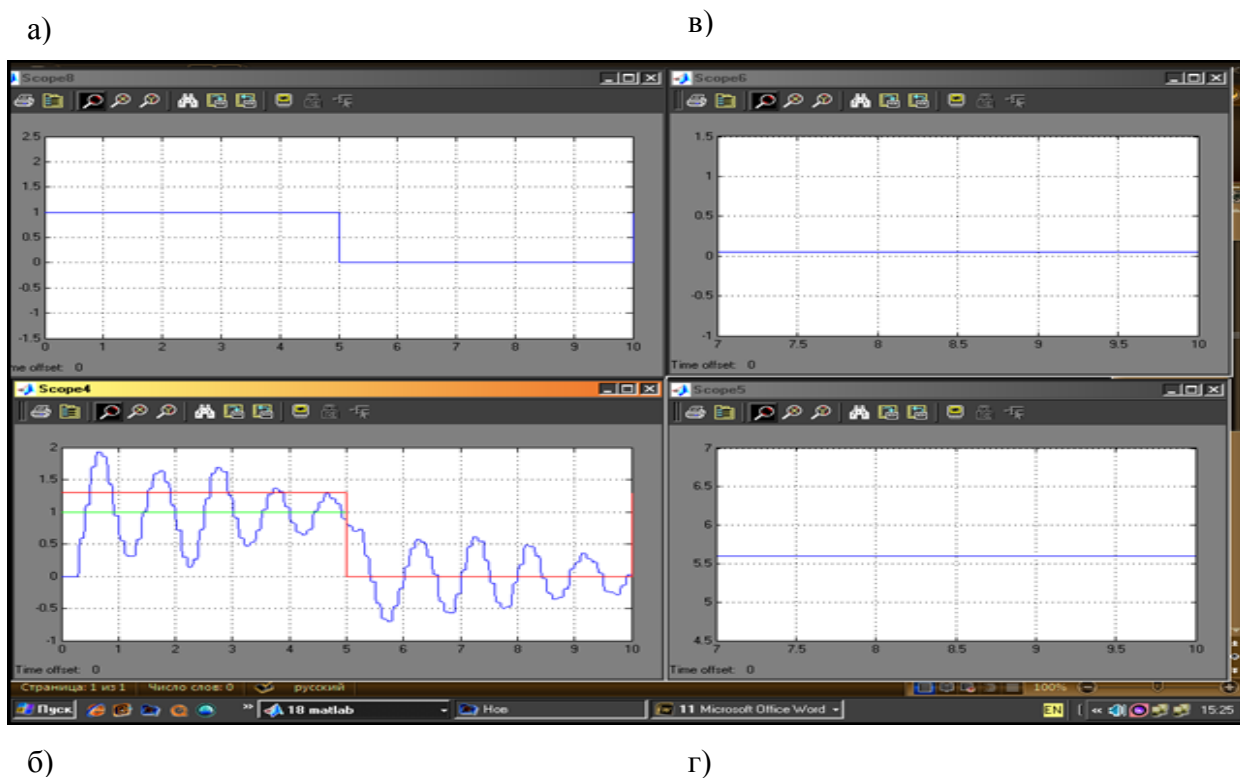 а)
в)
Scope8
2.5
2
1.5
1
0.5
0
-0.5
-1
-1.5
0 1 2 3 4 5 6 7 8 9 10
me offset: 0
Scope6
1.5
1
0.5
0
-0.5
-1
7 7.5 8 8.5 9 9.5 10
Time offset: 0
Scope4
2
1.5
1
0.5
0
-0.5
-1
0 1 2 3 4 5 6 7 8 9 10
Time offset: 0
Scope5
7
6.5
6
5.5
5
4.5
7 7.5 8 8.5 9 9.5 10
Time offset: 0
Страница: 1 из 1 Число слов: 0 русский 100%
Пуск » 18 matlab Нов 11 Microsoft Office Word EN « 15:25
б)
г)